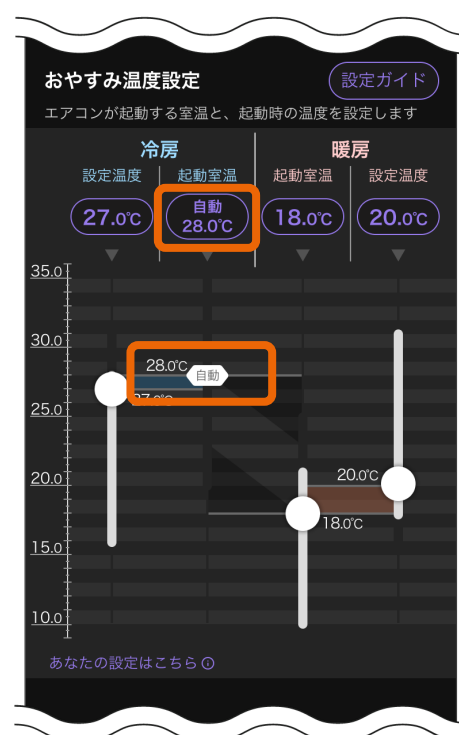 おやすみ温度設定
設定ガイド
エアコンが起動する室温と、起動時の温度を設定します
冷房
暖房
設定温度
起動室温
起動室温
設定温度
27.0℃
自動
28.0℃
18.0℃
20.0℃
35.0
30.0
28.0℃
自動
27.0℃
25.0
20.0
20.0℃
18.0℃
15.0
10.0
あなたの設定はこちら